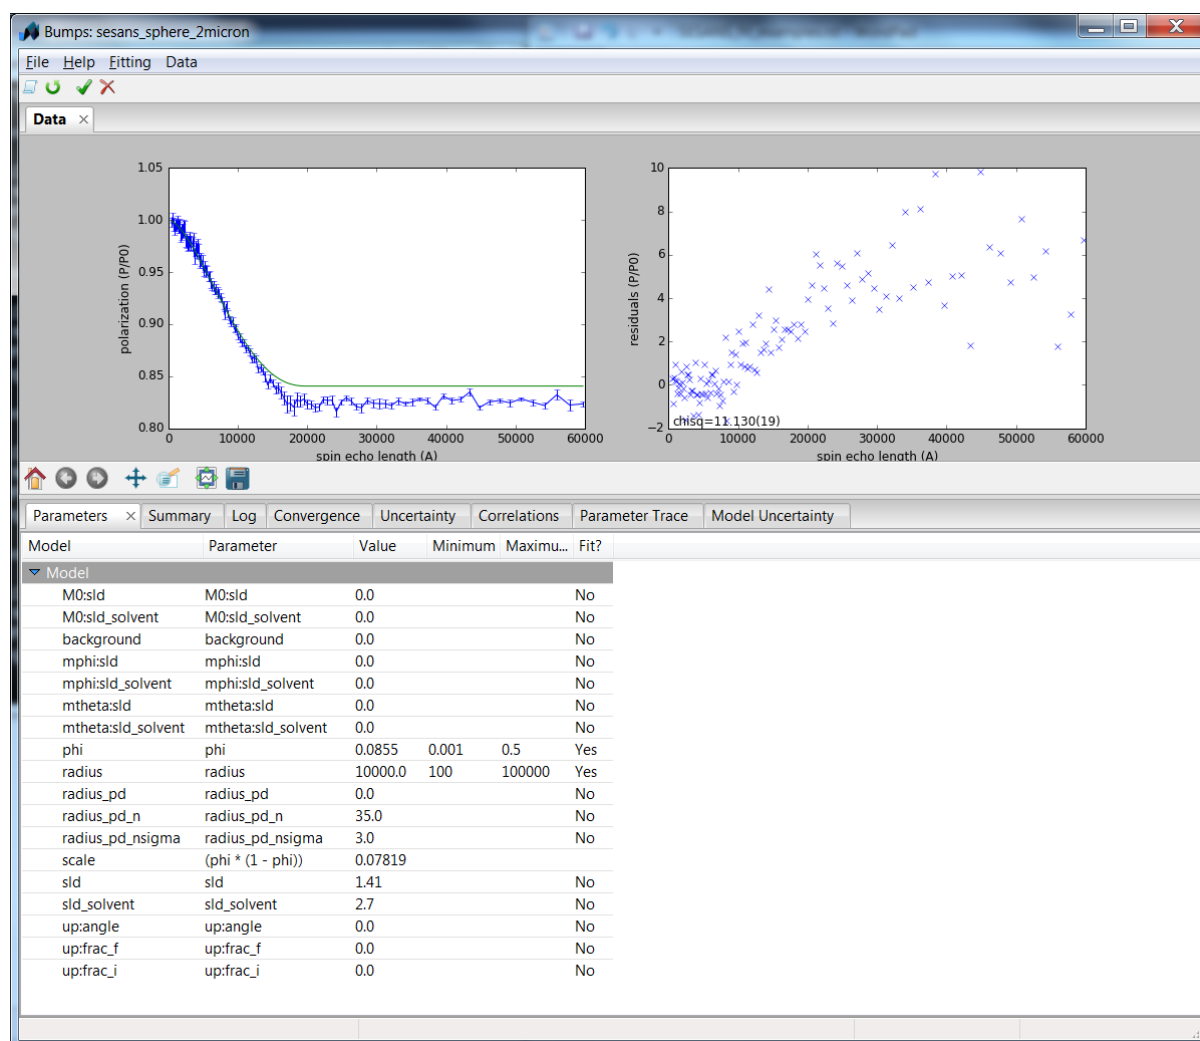 Bumps: sesans_sphere_2micron
File Help Fitting Data
Data ×
1.05
1.00
0.95
0.90
0.85
0.80
polarization (P/P0)
0 10000 20000 30000 40000 50000 60000
spin echo length (A)
10
8
6
4
2
0
−2
residuals (P/P0)
chisq=11.130(19)
0 10000 20000 30000 40000 50000 60000
spin echo length (A)
Parameters × Summary Log Convergence Uncertainty Correlations Parameter Trace Model Uncertainty
Model Parameter Value Minimum Maximu... Fit?
Model
M0:sld M0:sld 0.0 No
M0:sld_solvent M0:sld_solvent 0.0 No
background background 0.0 No
mphi:sld mphi:sld 0.0 No
mphi:sld_solvent mphi:sld_solvent 0.0 No
mtheta:sld mtheta:sld 0.0 No
mtheta:sld_solvent mtheta:sld_solvent 0.0 No
phi phi 0.0855 0.001 0.5 Yes
radius radius 10000.0 100 100000 Yes
radius_pd radius_pd 0.0 No
radius_pd_n radius_pd_n 35.0 No
radius_pd_nsigma radius_pd_nsigma 3.0 No
scale (phi * (1 - phi)) 0.07819
sld sld 1.41 No
sld_solvent sld_solvent 2.7 No
up:angle up:angle 0.0 No
up:frac_f up:frac_f 0.0 No
up:frac_i up:frac_i 0.0 No